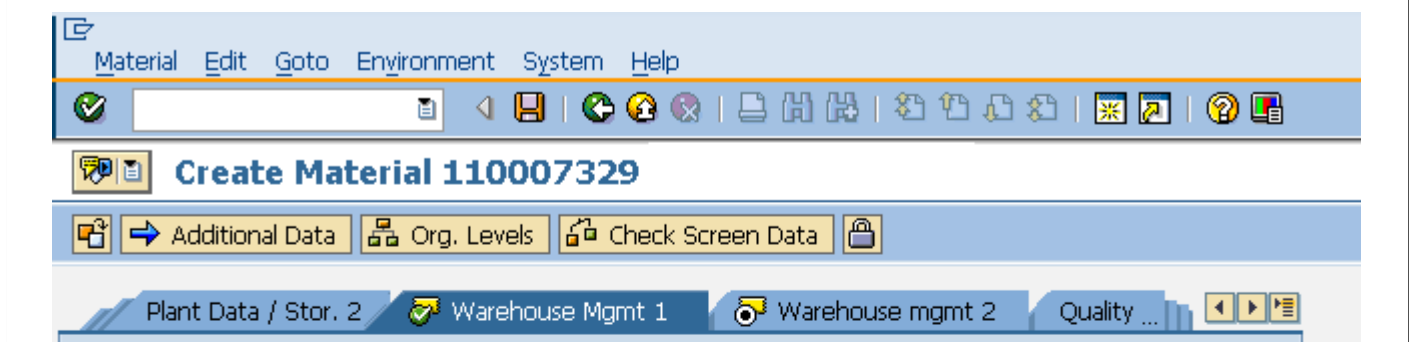 Material Edit Goto Environment System Help
Create Material 110007329
Additional Data Org. Levels Check Screen Data
Plant Data / Stor. 2 Warehouse Mgmt 1 Warehouse mgmt 2 Quality ...